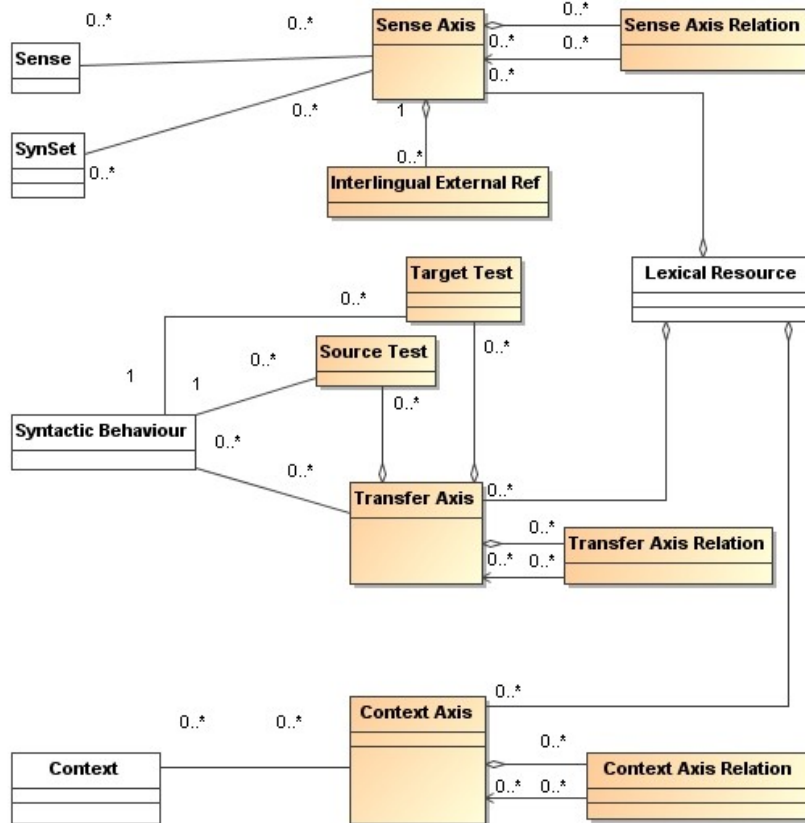 0..*
0..*
Sense Axis
0..*
Sense Axis Relation
Sense
0..*
0..*
0..*
0..*
1
SynSet
0..*
0..*
Interlingual External Ref
Target Test
Lexical Resource
0..*
Source Test
0..*
0..*
1
1
0..*
Syntactic Behaviour
0..*
0..*
0..*
Transfer Axis
0..*
0..*
Transfer Axis Relation
0..*
0..*
0..*
0..*
0..*
Context Axis
0..*
Context
Context Axis Relation
0..*
0..*